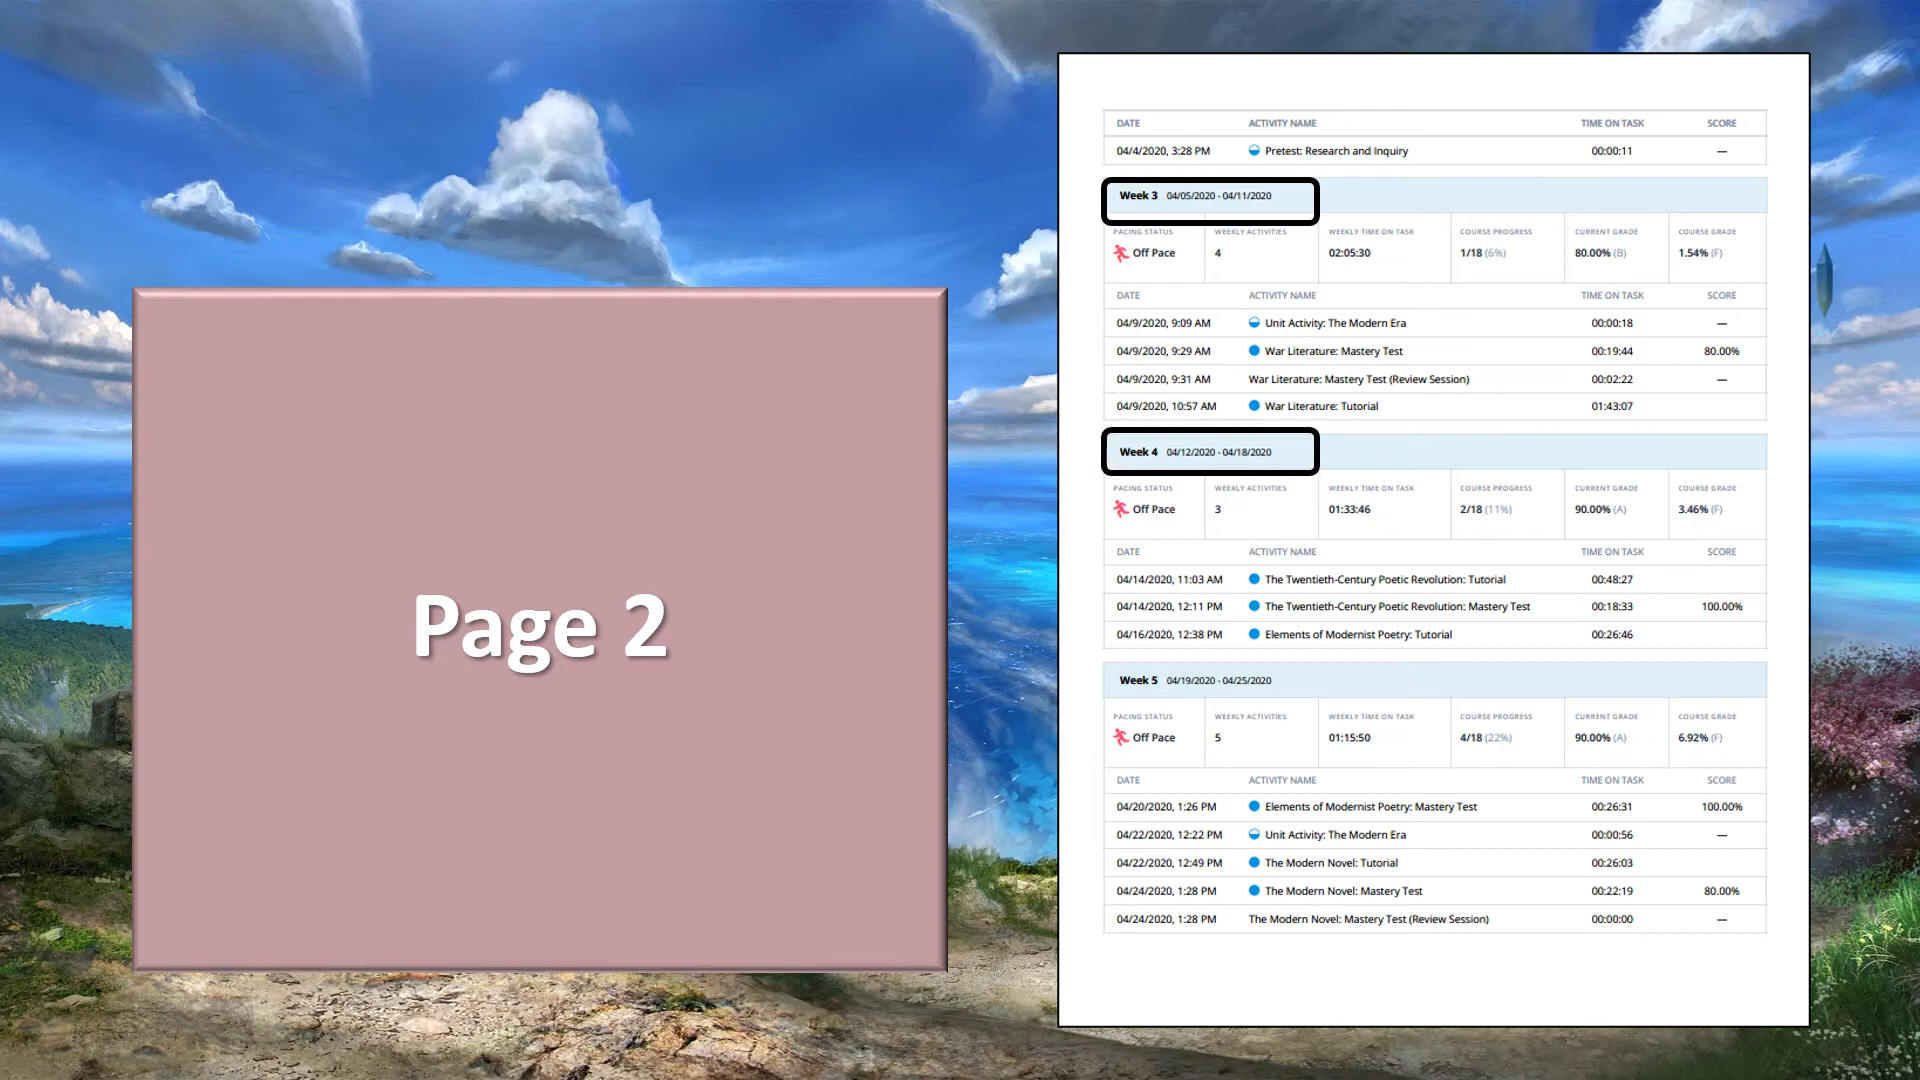 Page 2
DATE ACTIVITY NAME TIME ON TASK SCORE
04/4/2020, 3:28 PM Pretest: Research and Inquiry 00:00:11 —
Week 3 04/05/2020 - 04/11/2020
PACING STATUS WEEKLY ACTIVITIES WEEKLY TIME ON TASK COURSE PROGRESS CURRENT GRADE COURSE GRADE
Off Pace 4 02:05:30 1/18 (6%) 80.00% (B) 1.54% (F)
DATE ACTIVITY NAME TIME ON TASK SCORE
04/9/2020, 9:09 AM Unit Activity: The Modern Era 00:00:18 —
04/9/2020, 9:29 AM War Literature: Mastery Test 00:19:44 80.00%
04/9/2020, 9:31 AM War Literature: Mastery Test (Review Session) 00:02:22 —
04/9/2020, 10:57 AM War Literature: Tutorial 01:43:07
Week 4 04/12/2020 - 04/18/2020
PACING STATUS WEEKLY ACTIVITIES WEEKLY TIME ON TASK COURSE PROGRESS CURRENT GRADE COURSE GRADE
Off Pace 3 01:33:46 2/18 (11%) 90.00% (A) 3.46% (F)
DATE ACTIVITY NAME TIME ON TASK SCORE
04/14/2020, 11:03 AM The Twentieth-Century Poetic Revolution: Tutorial 00:48:27
04/14/2020, 12:11 PM The Twentieth-Century Poetic Revolution: Mastery Test 00:18:33 100.00%
04/16/2020, 12:38 PM Elements of Modernist Poetry: Tutorial 00:26:46
Week 5 04/19/2020 - 04/25/2020
PACING STATUS WEEKLY ACTIVITIES WEEKLY TIME ON TASK COURSE PROGRESS CURRENT GRADE COURSE GRADE
Off Pace 5 01:15:50 4/18 (22%) 90.00% (A) 6.92% (F)
DATE ACTIVITY NAME TIME ON TASK SCORE
04/20/2020, 1:26 PM Elements of Modernist Poetry: Mastery Test 00:26:31 100.00%
04/22/2020, 12:22 PM Unit Activity: The Modern Era 00:00:56 —
04/22/2020, 12:49 PM The Modern Novel: Tutorial 00:26:03
04/24/2020, 1:28 PM The Modern Novel: Mastery Test 00:22:19 80.00%
04/24/2020, 1:28 PM The Modern Novel: Mastery Test (Review Session) 00:00:00 —